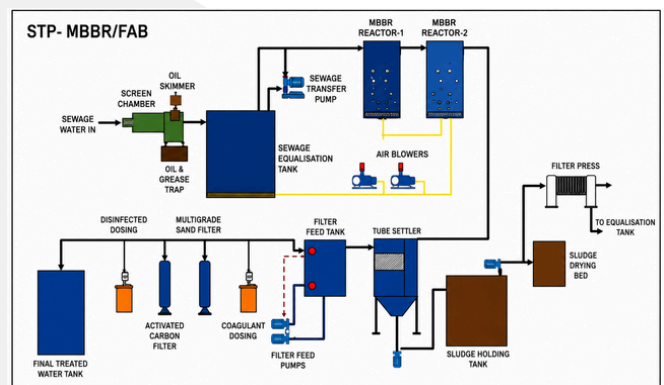 STP- MBBR/FAB
MBBR
REACTOR-1
MBBR
REACTOR-2
OIL
SKIMMER
SCREEN
CHAMBER
SEWAGE
TRANSFER
PUMP
SEWAGE
WATER IN
OIL &
GREASE
TRAP
SEWAGE
EQUALISATION
TANK
AIR BLOWERS
FILTER PRESS
TO EQUALISATION
TANK
DISINFECTED
DOSING
MULTIGRADE
SAND FILTER
FILTER
FEED TANK
TUBE SETTLER
SLUDGE
DRYING
BED
ACTIVATED
CARBON
FILTER
COAGULANT
DOSING
FILTER FEED
PUMPS
SLUDGE HOLDING
TANK
FINAL TREATED
WATER TANK